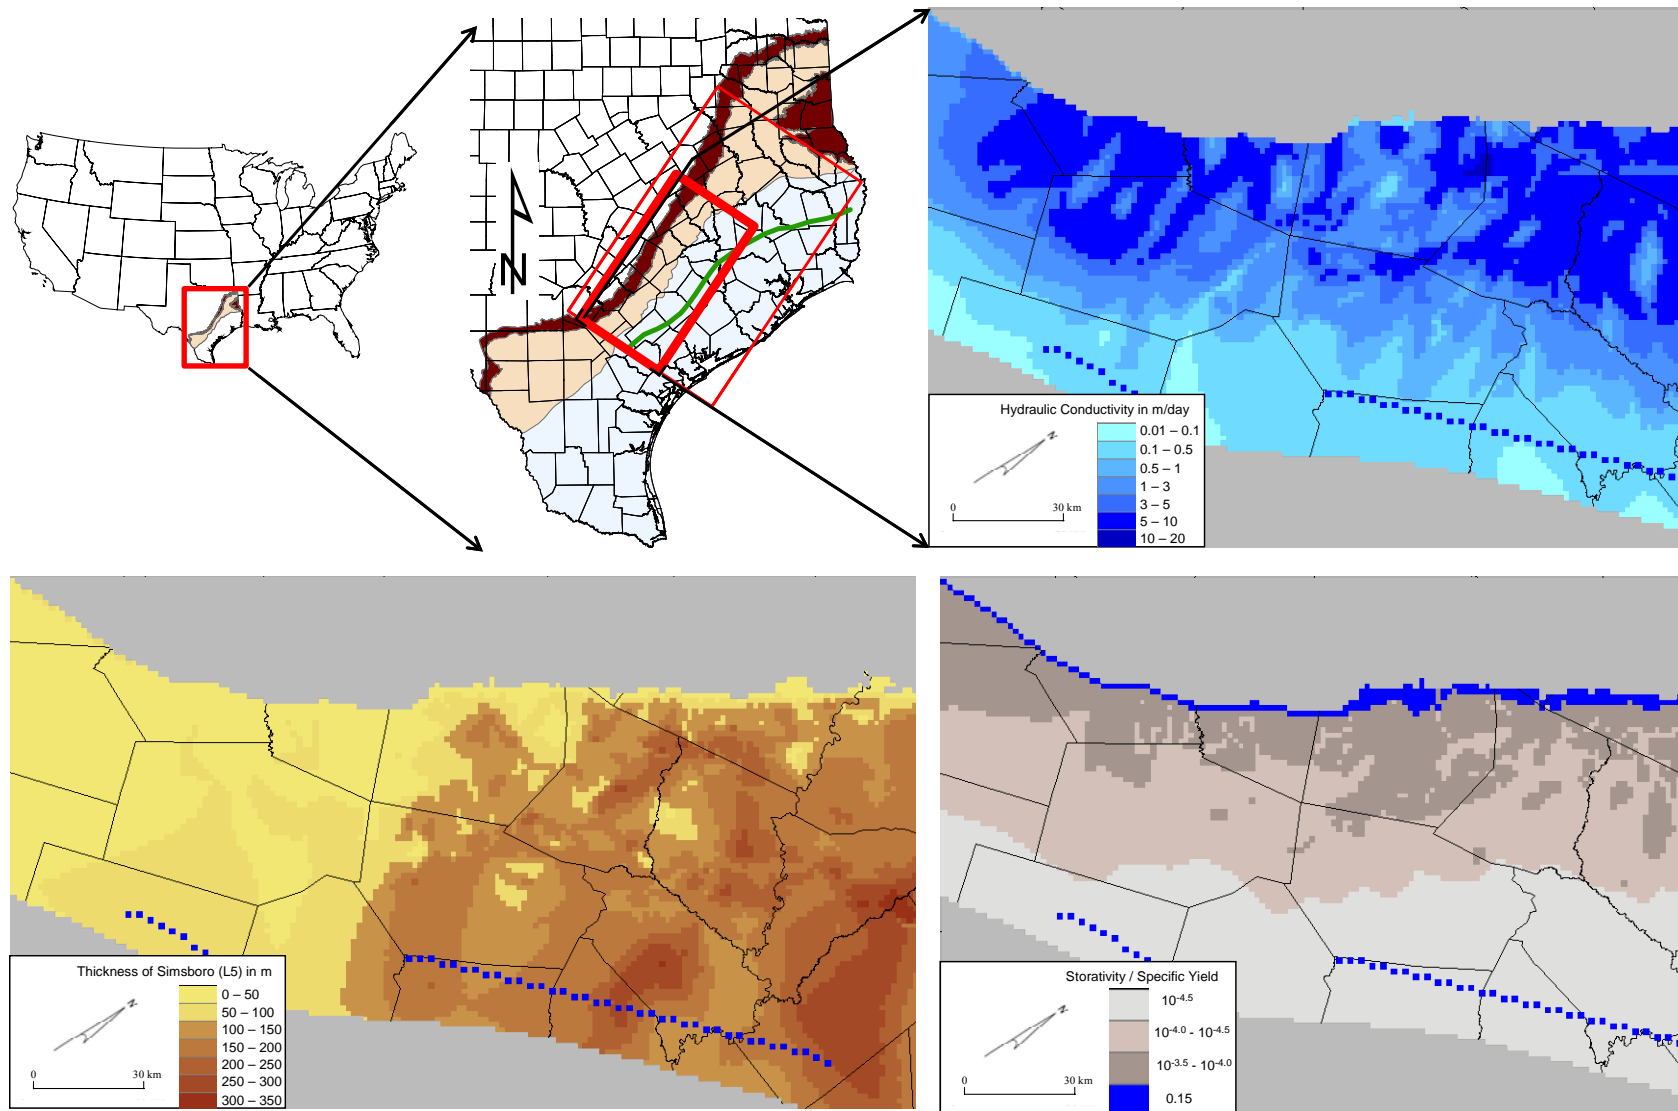 N
Hydraulic Conductivity in m/day
N
0.01 – 0.1
0.1 – 0.5
0.5 – 1
1 – 3
3 – 5
5 – 10
10 – 20
0 30 km
Thickness of Simsboro (L5) in m
N
0 – 50
50 – 100
100 – 150
150 – 200
200 – 250
250 – 300
300 – 350
0 30 km
Storativity / Specific Yield
N
10-4.5
10-4.0 - 10-4.5
10-3.5 - 10-4.0
0.15
0 30 km